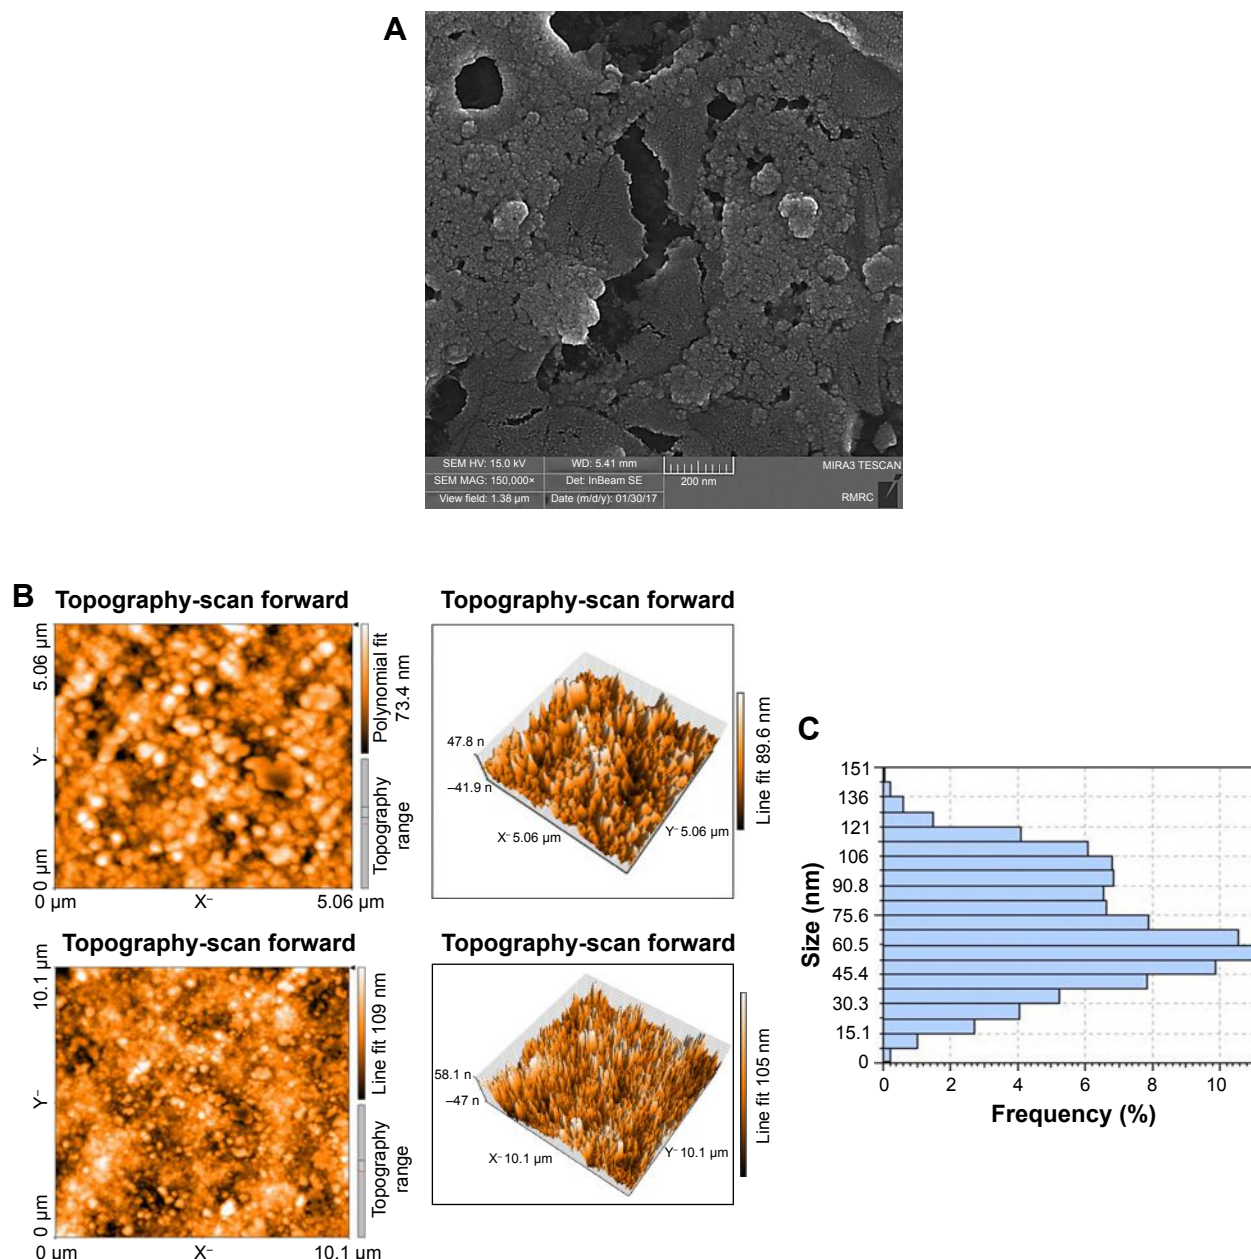 A
SEM HV: 15.0 kV
WD: 5.41 mm
MIRA3 TESCAN
SEM MAG: 150,000×
Det: InBeam SE
200 nm
View field: 1.38 µm
Date (m/d/y): 01/30/17
RMRC
B
Topography-scan forward
5.06 µm
Y⁻
0 µm
0 µm
X⁻
5.06 µm
Polynomial fit
73.4 nm
Topography
range
Topography-scan forward
47.8 n
–41.9 n
X⁻ 5.06 µm
Y⁻ 5.06 µm
Line fit 89.6 nm
Topography-scan forward
10.1 µm
Y⁻
0 µm
0 µm
X⁻
10.1 µm
Line fit 109 nm
Topography
range
Topography-scan forward
58.1 n
–47 n
X⁻ 10.1 µm
Y⁻ 10.1 µm
Line fit 105 nm
C
Size (nm)
151
136
121
106
90.8
75.6
60.5
45.4
30.3
15.1
0
0 2 4 6 8 10
Frequency (%)